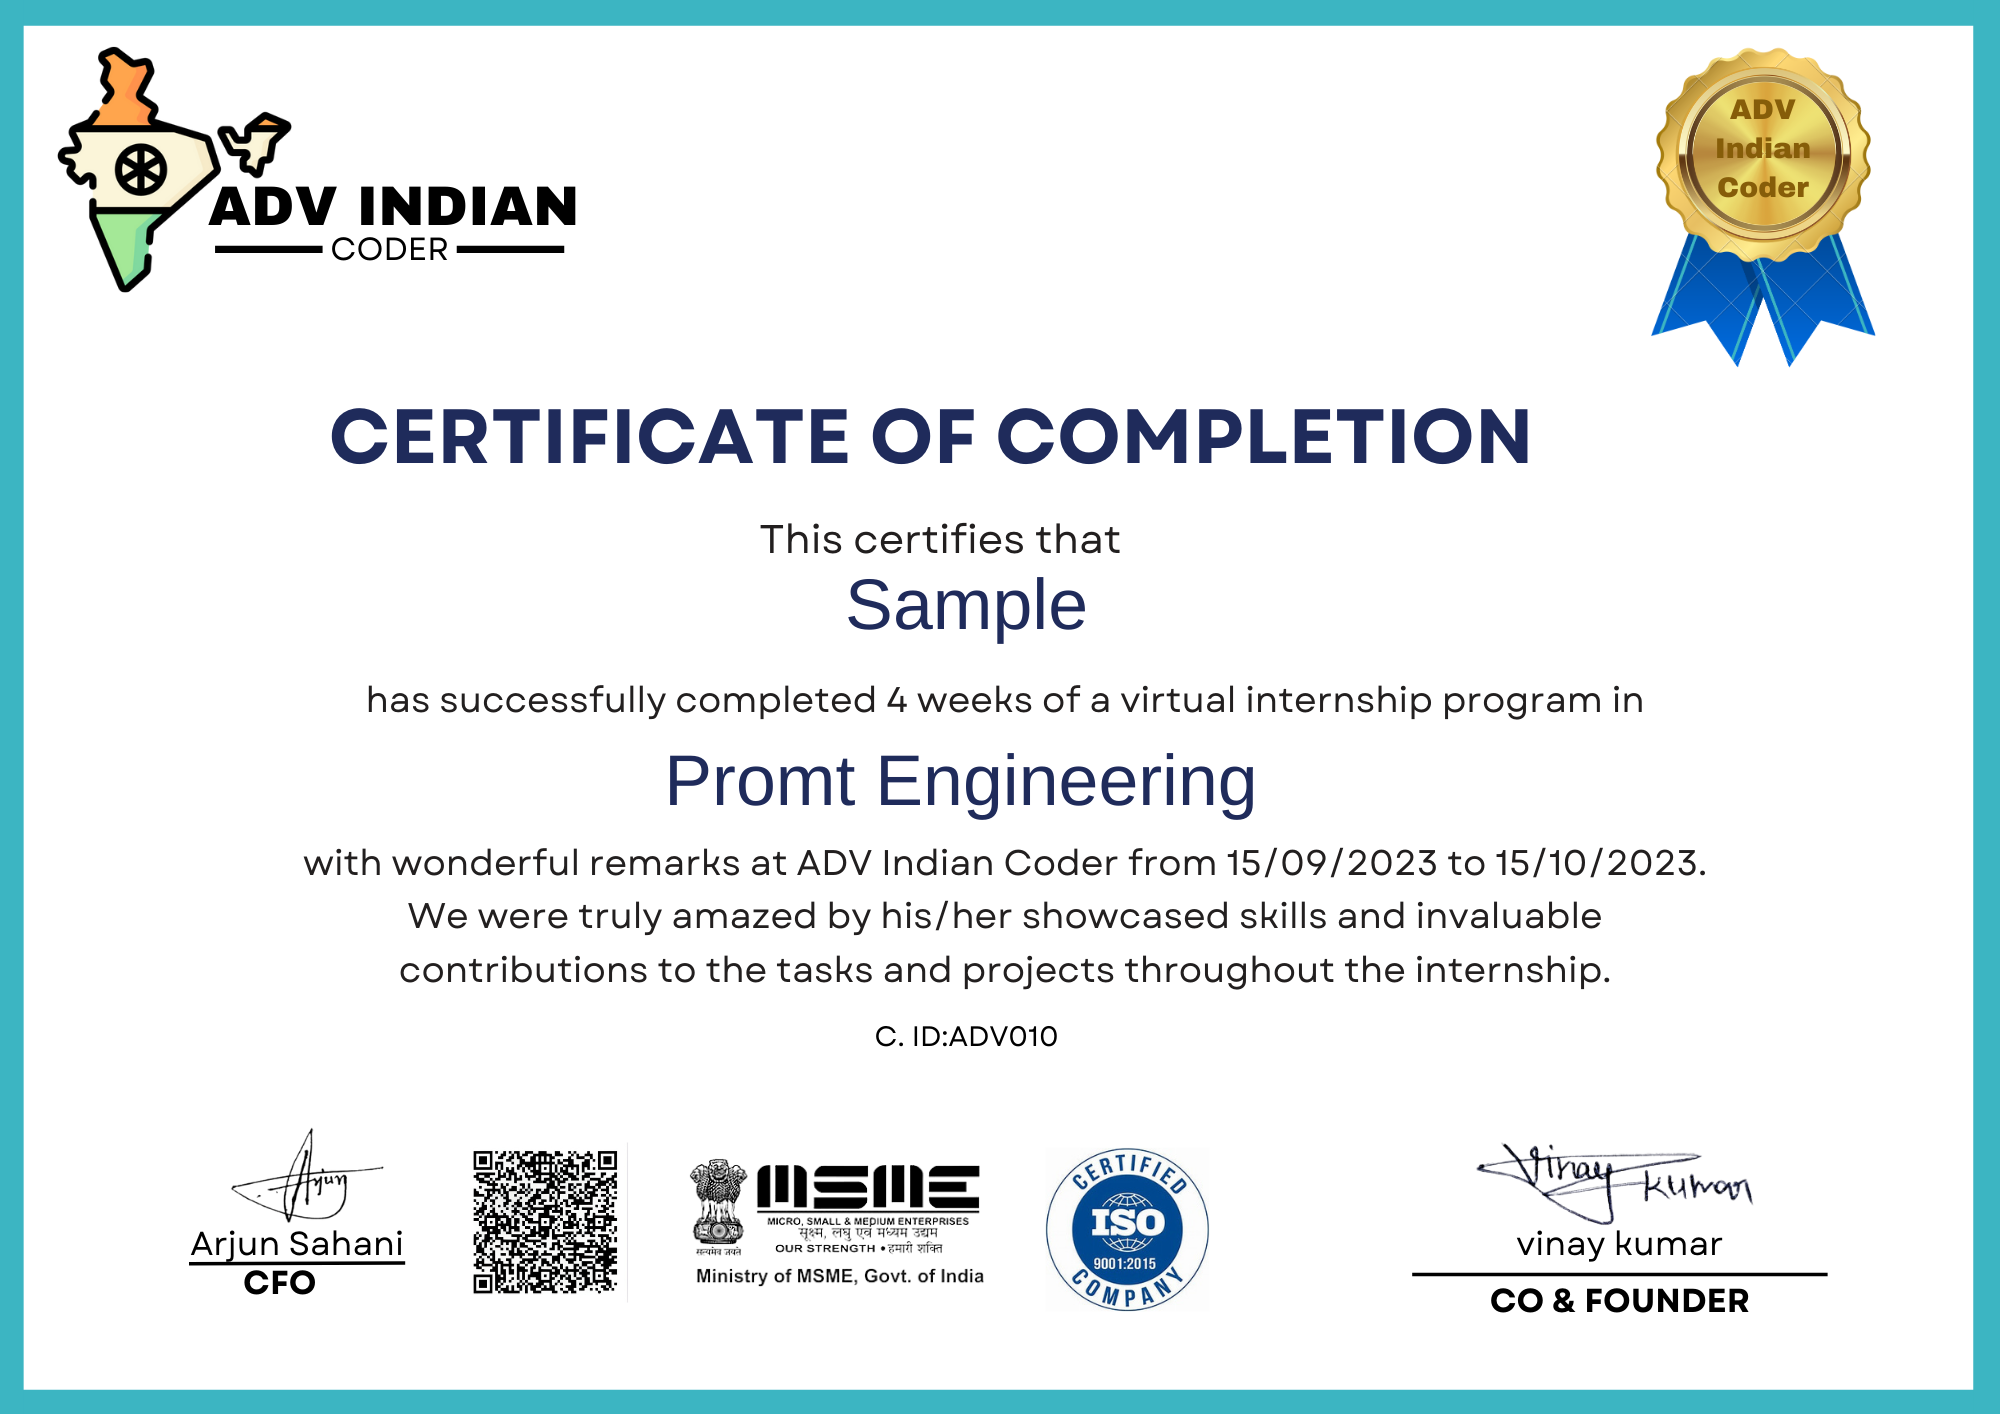 ADV INDIAN
CODER
ADV
Indian
Coder
CERTIFICATE OF COMPLETION
This certifies that
Sample
has successfully completed 4 weeks of a virtual internship program in
Promt Engineering
with wonderful remarks at ADV Indian Coder from 15/09/2023 to 15/10/2023.
We were truly amazed by his/her showcased skills and invaluable
contributions to the tasks and projects throughout the internship.
C. ID:ADV010
Arjun
Arjun Sahani
CFO
सत्यमेव जयते
MSME
MICRO, SMALL & MEDIUM ENTERPRISES
सूक्ष्म, लघु एवं मध्यम उद्यम
OUR STRENGTH • हमारी शक्ति
Ministry of MSME, Govt. of India
CERTIFIED
ISO
9001:2015
COMPANY
Vinay kumar
vinay kumar
CO & FOUNDER